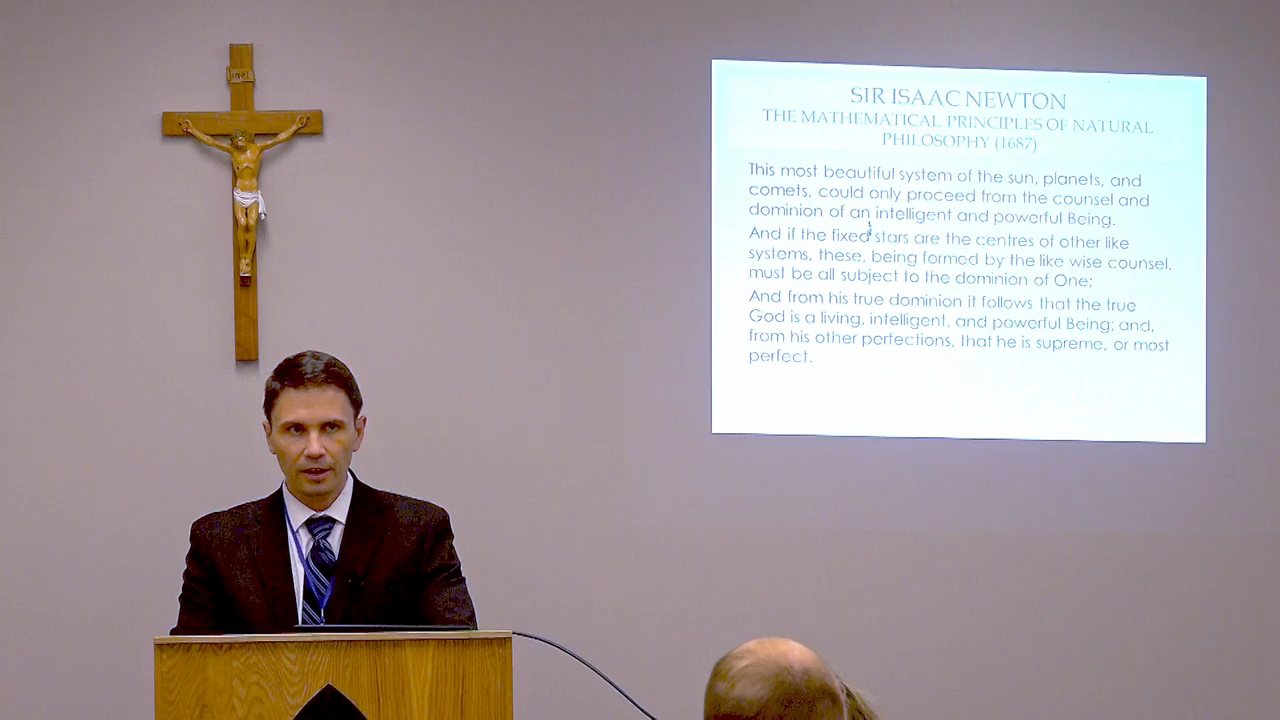 INRI
SIR ISAAC NEWTON
THE MATHEMATICAL PRINCIPLES OF NATURAL
PHILOSOPHY (1687)
This most beautiful system of the sun, planets, and
comets, could only proceed from the counsel and
dominion of an intelligent and powerful Being.
And if the fixed stars are the centres of other like
systems, these, being formed by the like wise counsel,
must be all subject to the dominion of One;
And from his true dominion it follows that the true
God is a living, intelligent, and powerful Being; and,
from his other perfections, that he is supreme, or most
perfect.